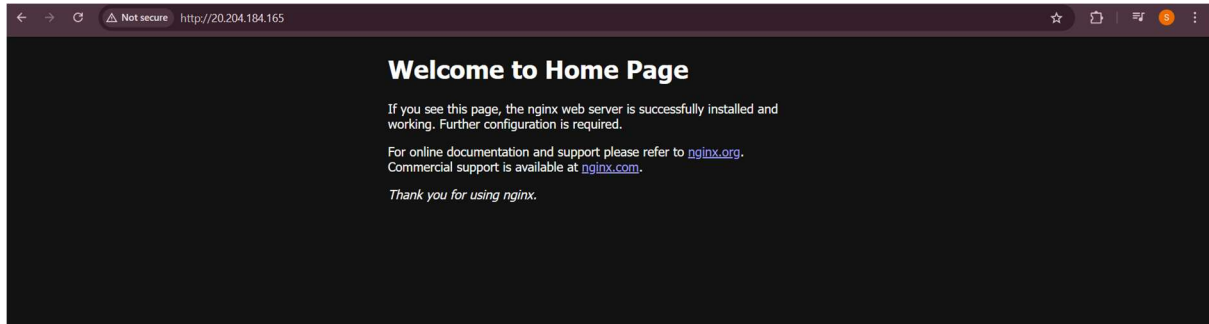 Not secure http://20.204.184.165
S
Welcome to Home Page
If you see this page, the nginx web server is successfully installed and
working. Further configuration is required.
For online documentation and support please refer to nginx.org.
Commercial support is available at nginx.com.
Thank you for using nginx.